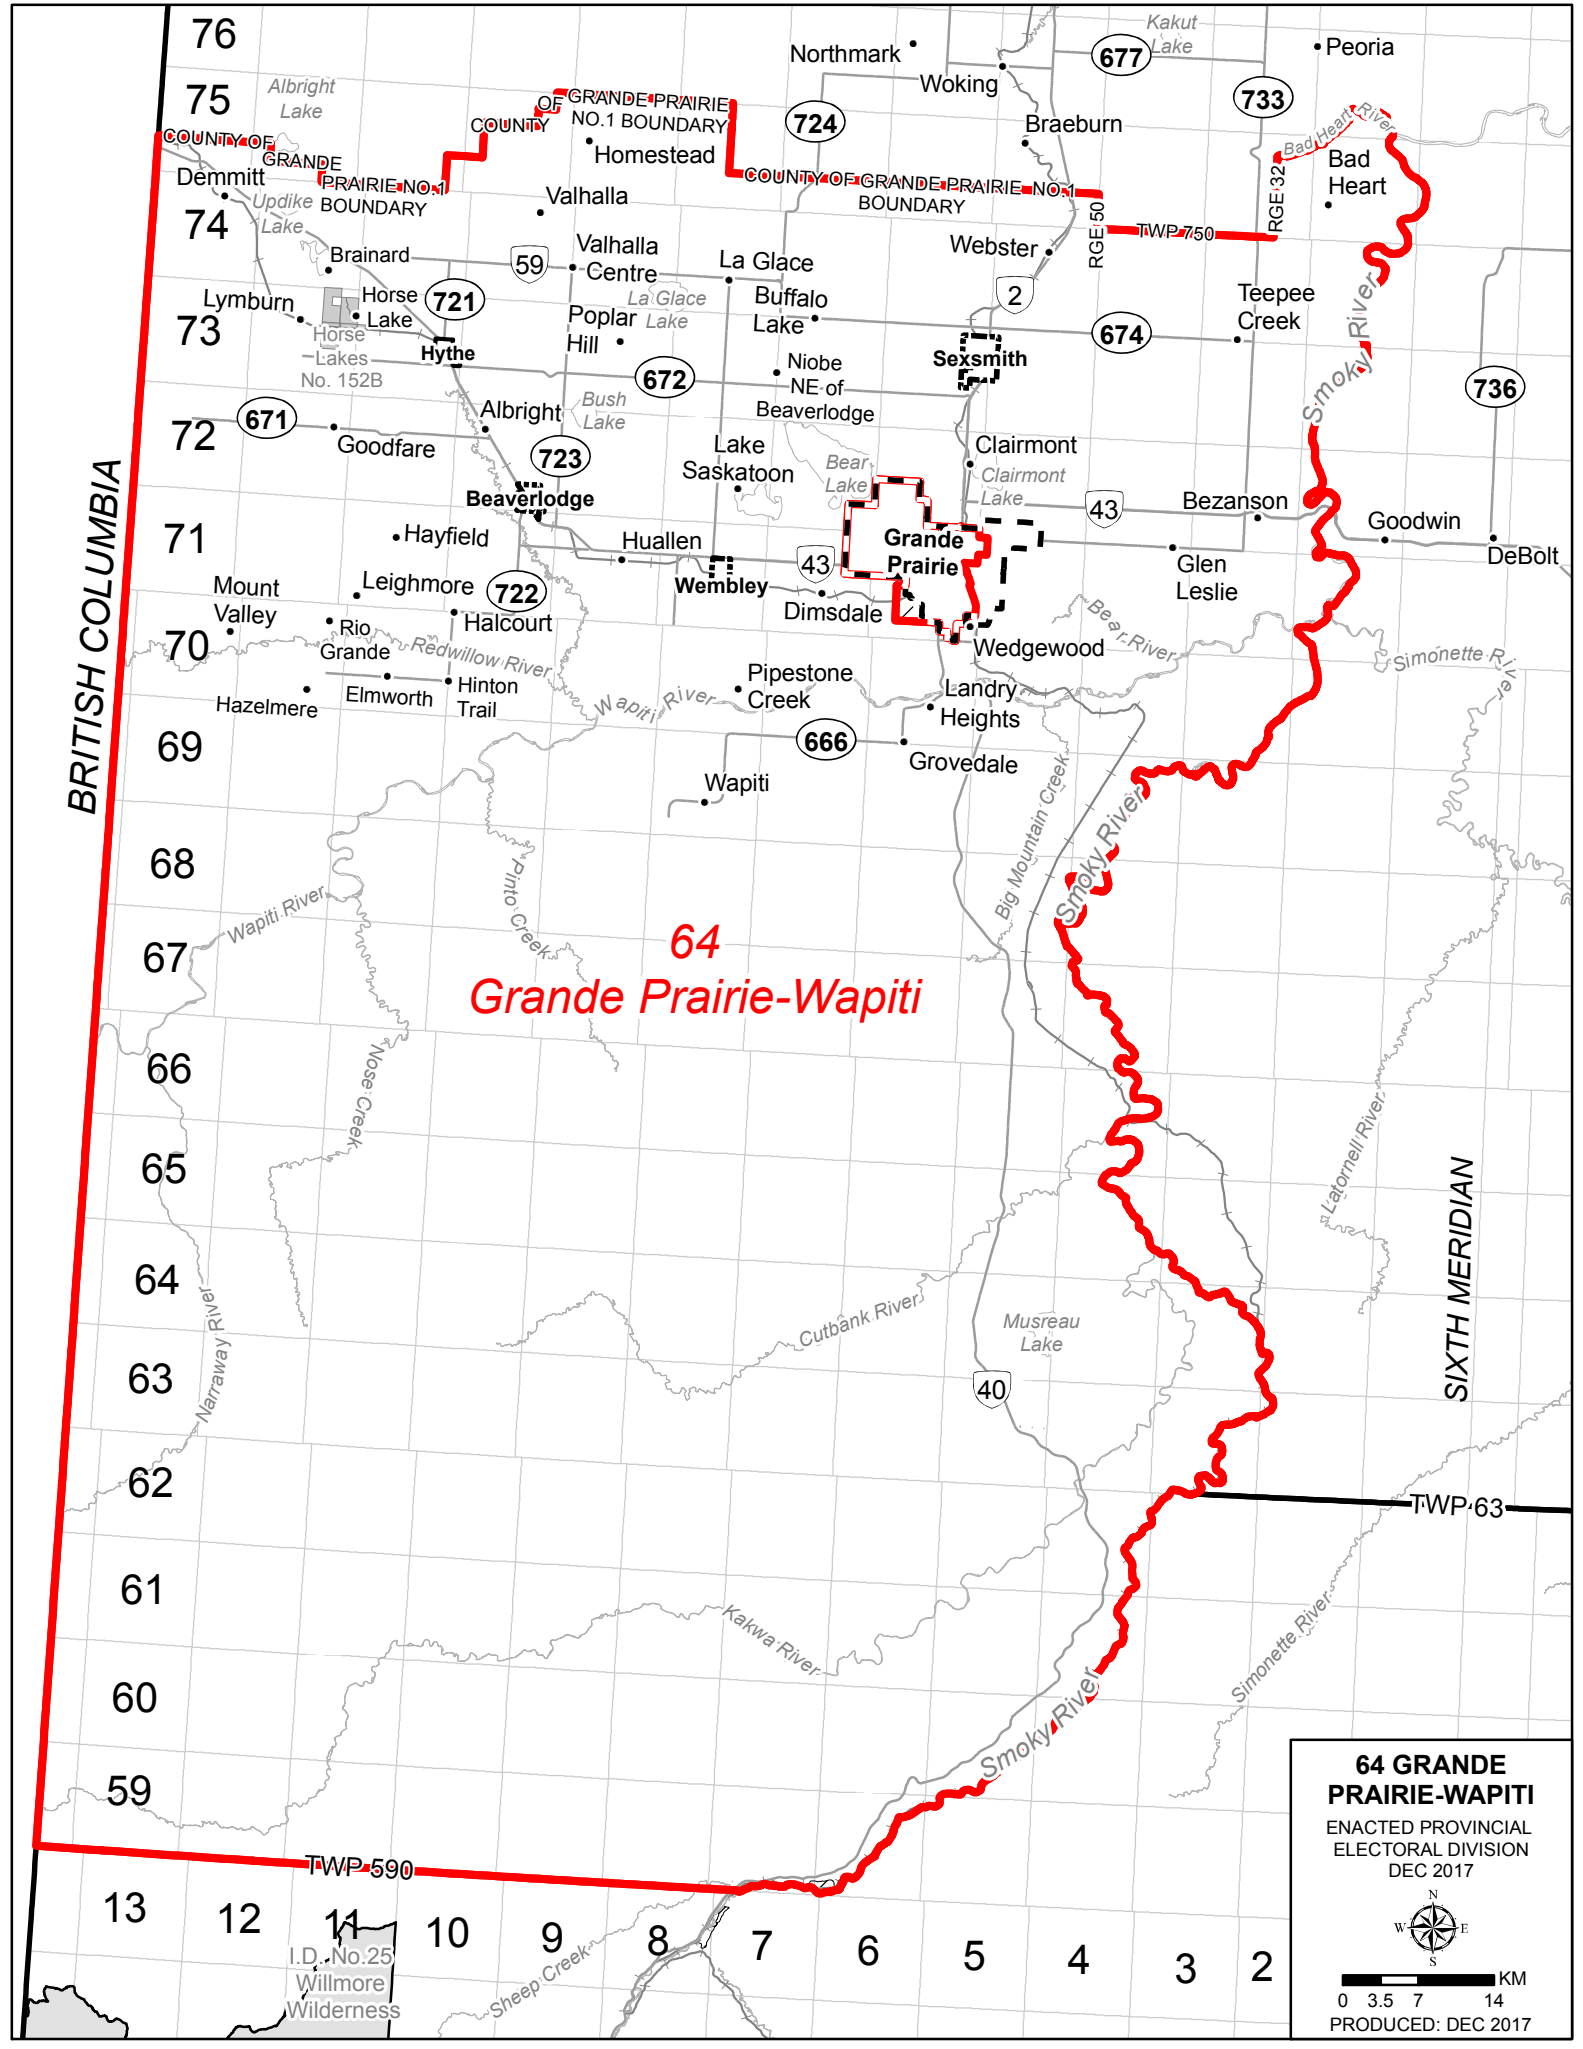 76
Kakut
Lake
Northmark
677
Peoria
Woking
75
Albright
Lake
733
OF GRANDE PRAIRIE
NO.1 BOUNDARY
COUNTY
724
Braeburn
Bad Heart River
COUNTY OF
GRANDE
PRAIRIE NO.1
BOUNDARY
Homestead
Bad
Heart
Demmitt
COUNTY OF GRANDE PRAIRIE NO.1
BOUNDARY
RGE 32
Valhalla
Updike
Lake
74
RGE 50
TWP 750
Webster
Brainard
59
Valhalla
Centre
La Glace
2
Lymburn
Horse
Lake
721
La Glace
Lake
Buffalo
Lake
Teepee
Creek
Smoky River
73
Horse
Lakes
No. 152B
Poplar
Hill
674
Hythe
Sexsmith
672
Niobe
NE of
Beaverlodge
736
671
Albright
Bush
Lake
72
Goodfare
Clairmont
723
Lake
Saskatoon
Bear
Lake
Clairmont
Lake
BRITISH COLUMBIA
Beaverlodge
43
Bezanson
Goodwin
71
Hayfield
Huallen
Grande
Prairie
DeBolt
43
Glen
Leslie
Mount
Valley
Leighmore
722
Wembley
Dimsdale
Bear River
70
Rio
Grande
Halcourt
Wedgewood
Redwillow River
Simonette River
Hazelmere
Elmworth
Hinton
Trail
Wapiti River
Pipestone
Creek
Landry
Heights
69
666
Grovedale
Wapiti
Big Mountain Creek
Smoky River
68
Pinto Creek
Wapiti River
67
64
Grande Prairie-Wapiti
66
Nose Creek
Latornell River
65
SIXTH MERIDIAN
64
Narraway River
Cutbank River
Musreau
Lake
63
40
62
TWP 63
61
Kakwa River
Simonette River
60
Smoky River
59
TWP 590
13
12
11
10
9
8
7
6
5
4
3
2
I.D. No.25
Willmore
Wilderness
Sheep Creek
64 GRANDE
PRAIRIE-WAPITI
ENACTED PROVINCIAL
ELECTORAL DIVISION
DEC 2017
N
W
E
S
KM
0 3.5 7 14
PRODUCED: DEC 2017